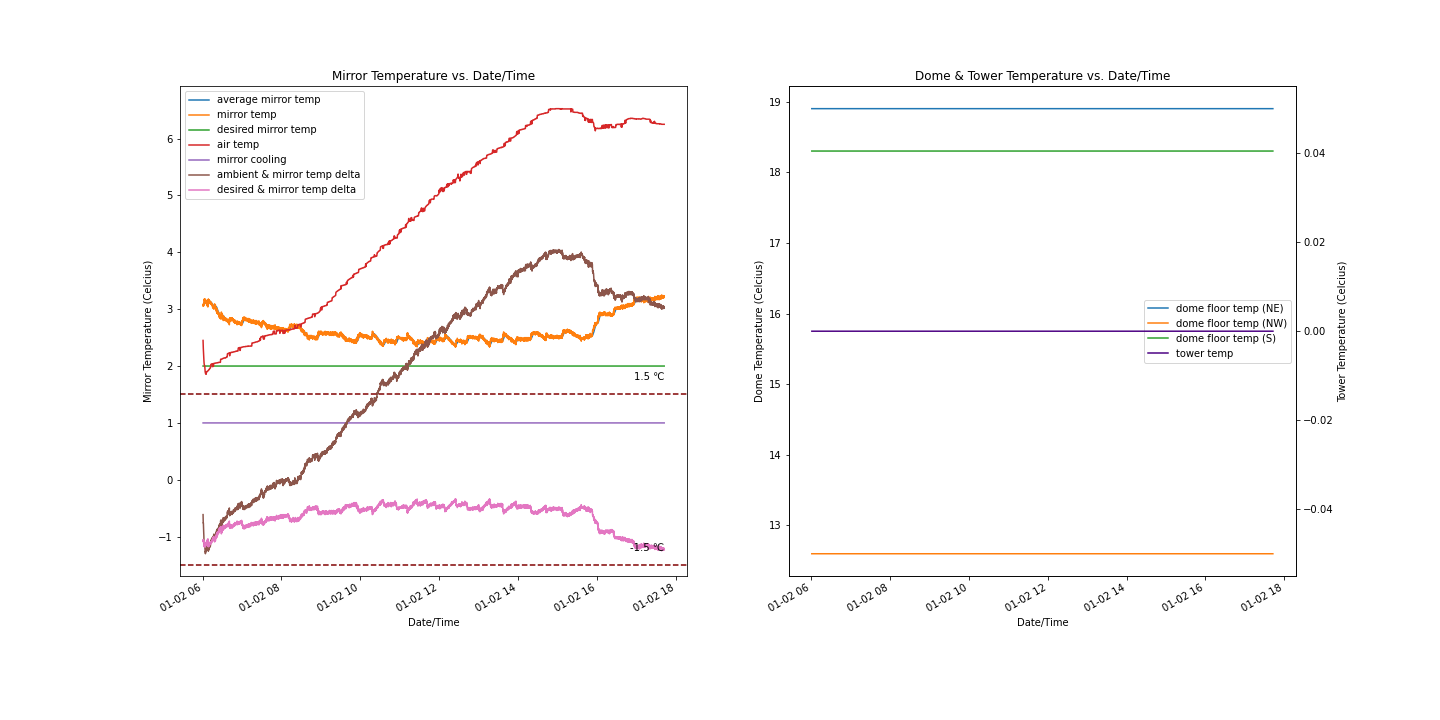 Mirror Temperature vs. Date/Time
average mirror temp
mirror temp
desired mirror temp
air temp
mirror cooling
ambient & mirror temp delta
desired & mirror temp delta
6
5
4
3
2
1
0
−1
Mirror Temperature (Celcius)
1.5 °C
-1.5 °C
01-02 06
01-02 08
01-02 10
01-02 12
01-02 14
01-02 16
01-02 18
Date/Time
Dome & Tower Temperature vs. Date/Time
19
18
17
16
15
14
13
Dome Temperature (Celcius)
dome floor temp (NE)
dome floor temp (NW)
dome floor temp (S)
tower temp
0.04
0.02
0.00
−0.02
−0.04
Tower Temperature (Celcius)
01-02 06
01-02 08
01-02 10
01-02 12
01-02 14
01-02 16
01-02 18
Date/Time